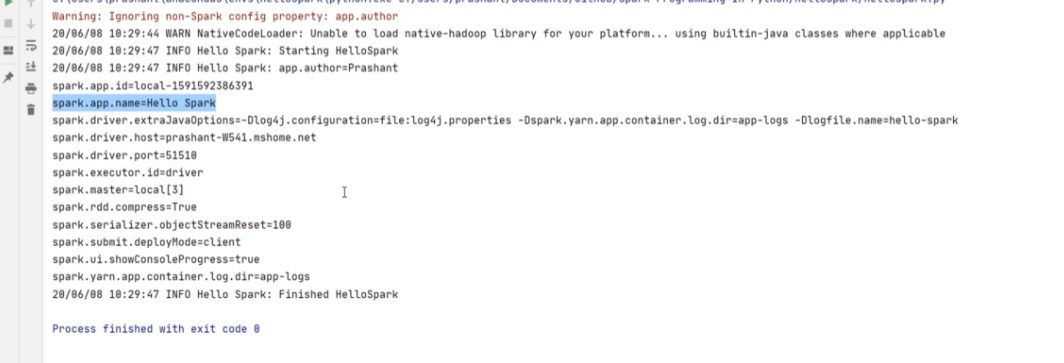 Warning: Ignoring non-Spark config property: app.author
20/06/08 10:29:44 WARN NativeCodeLoader: Unable to load native-hadoop library for your platform... using builtin-java classes where applicable
20/06/08 10:29:47 INFO Hello Spark: Starting HelloSpark
20/06/08 10:29:47 INFO Hello Spark: app.author=Prashant
spark.app.id=local-1591592386391
spark.app.name=Hello Spark
spark.driver.extraJavaOptions=-Dlog4j.configuration=file:log4j.properties -Dspark.yarn.app.container.log.dir=app-logs -Dlogfile.name=hello-spark
spark.driver.host=prashant-W541.mshome.net
spark.driver.port=51510
spark.executor.id=driver
spark.master=local[3]
spark.rdd.compress=True
spark.serializer.objectStreamReset=100
spark.submit.deployMode=client
spark.ui.showConsoleProgress=true
spark.yarn.app.container.log.dir=app-logs
20/06/08 10:29:47 INFO Hello Spark: Finished HelloSpark
Process finished with exit code 0